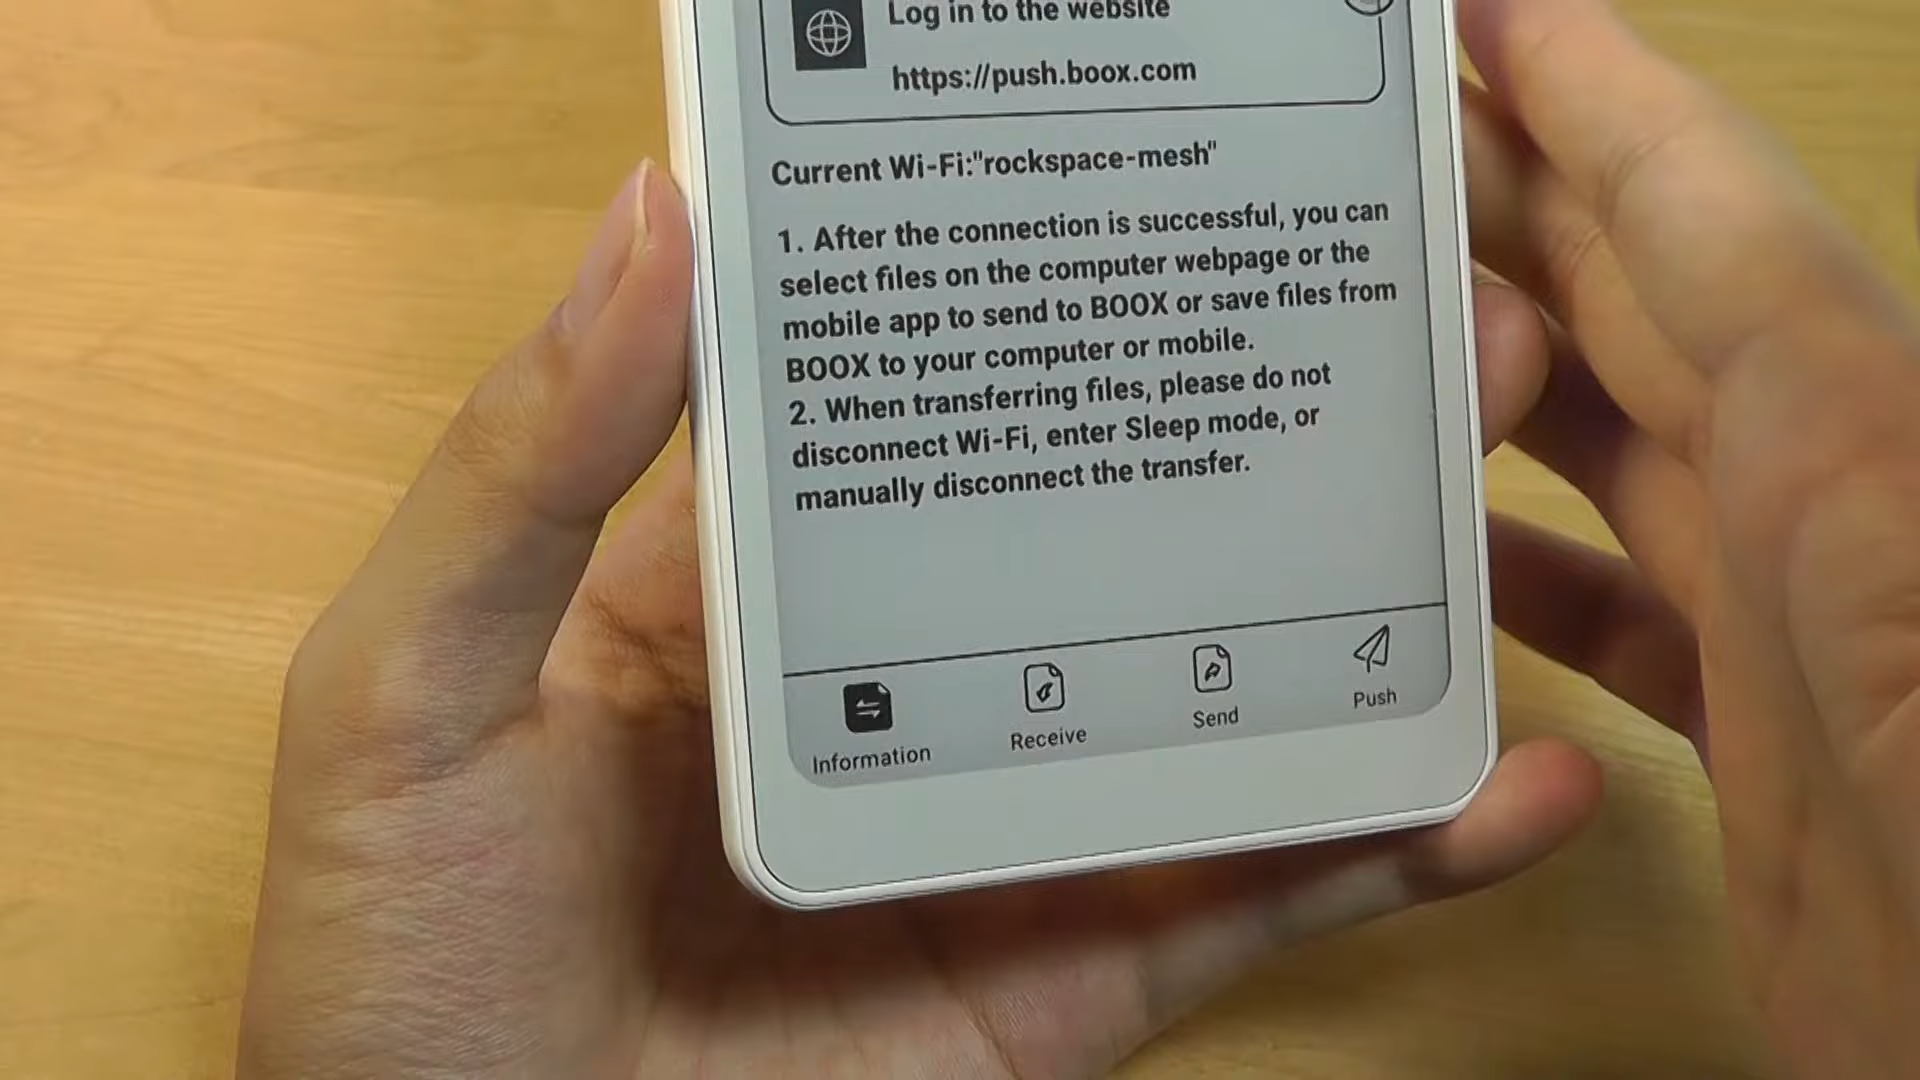 Log in to the website
https://push.boox.com
Current Wi-Fi:"rockspace-mesh"
1. After the connection is successful, you can
select files on the computer webpage or the
mobile app to send to BOOX or save files from
BOOX to your computer or mobile.
2. When transferring files, please do not
disconnect Wi-Fi, enter Sleep mode, or
manually disconnect the transfer.
Information
Receive
Send
Push